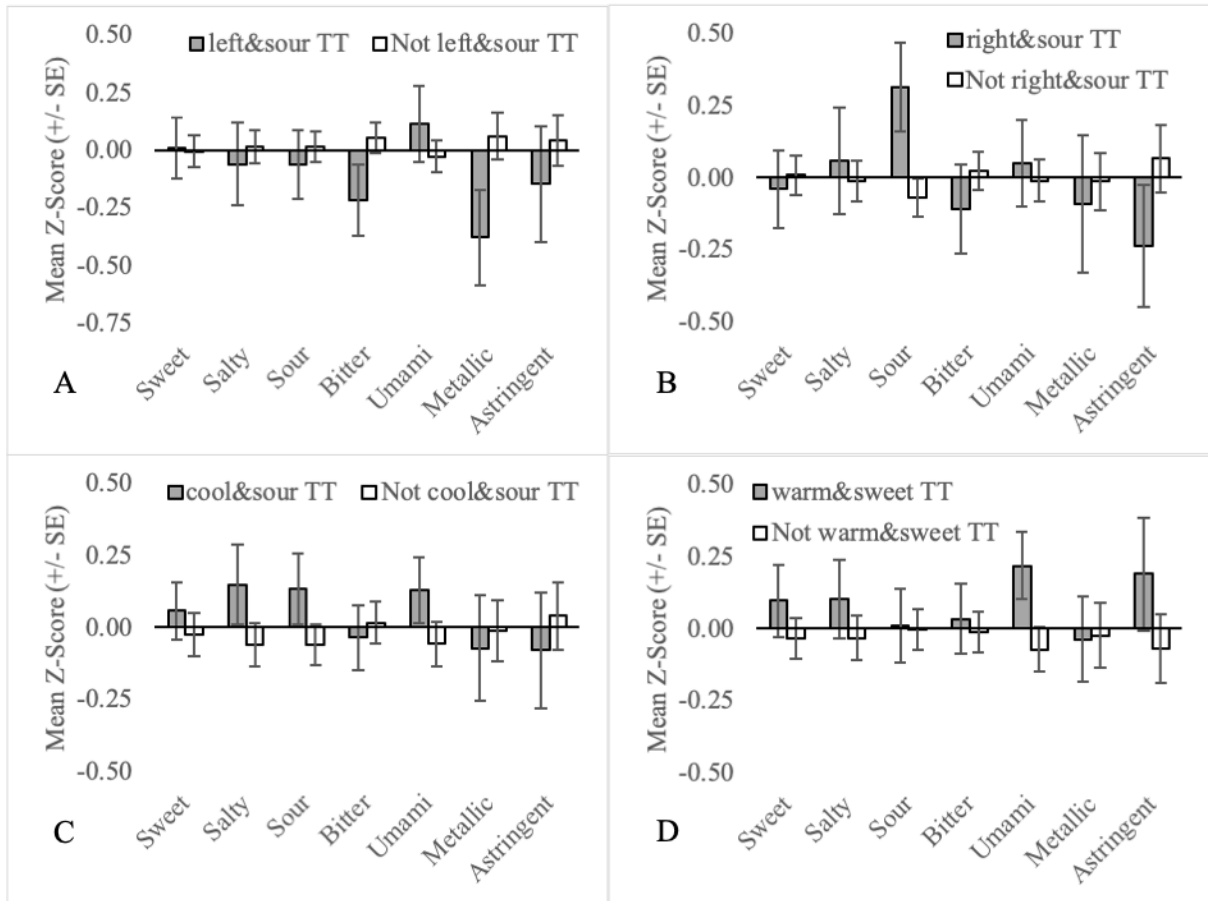 0.50
left&sour TT Not left&sour TT
0.25
0.00
-0.25
-0.50
-0.75
Mean Z-Score (+/- SE)
Sweet
Salty
Sour
Bitter
Umami
Metallic
Astringent
A
0.50
right&sour TT
Not right&sour TT
0.25
0.00
-0.25
-0.50
Mean Z-Score (+/- SE)
Sweet
Salty
Sour
Bitter
Umami
Metallic
Astringent
B
0.50
cool&sour TT Not cool&sour TT
0.25
0.00
-0.25
-0.50
Mean Z-Score (+/- SE)
Sweet
Salty
Sour
Bitter
Umami
Metallic
Astringent
C
0.50
warm&sweet TT
Not warm&sweet TT
0.25
0.00
-0.25
-0.50
Mean Z-Score (+/- SE)
Sweet
Salty
Sour
Bitter
Umami
Metallic
Astringent
D